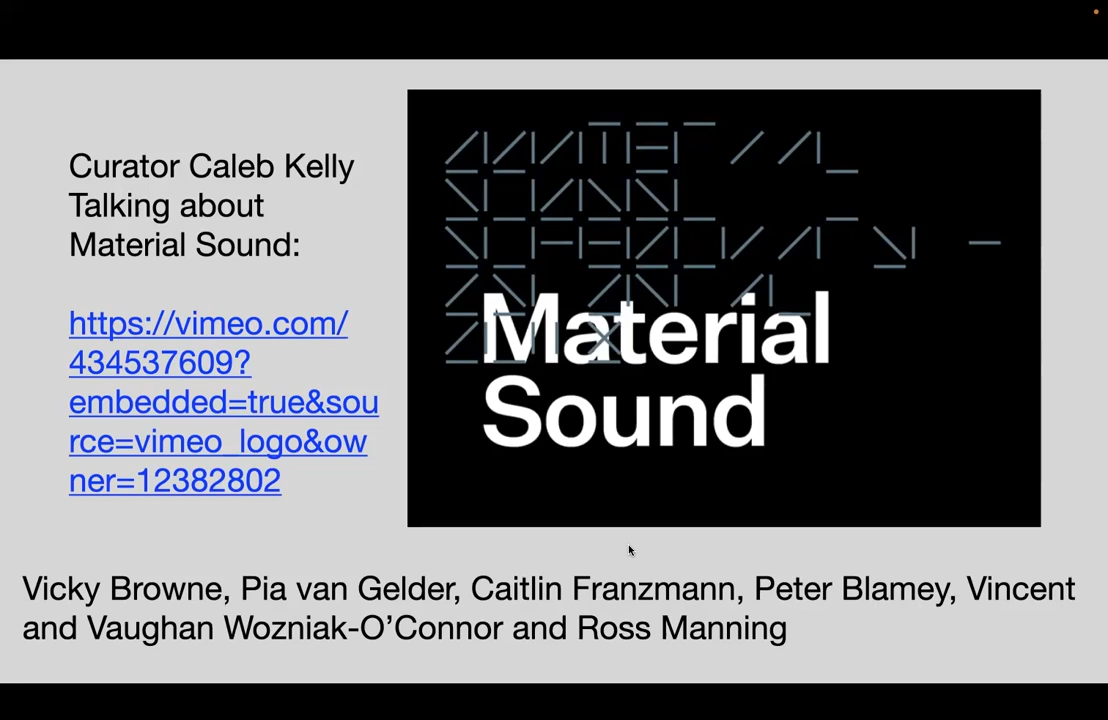 Curator Caleb Kelly
Talking about
Material Sound:
https://vimeo.com/
434537609?
embedded=true&sou
rce=vimeo_logo&ow
ner=12382802
Material
Sound
Vicky Browne, Pia van Gelder, Caitlin Franzmann, Peter Blamey, Vincent
and Vaughan Wozniak-O’Connor and Ross Manning